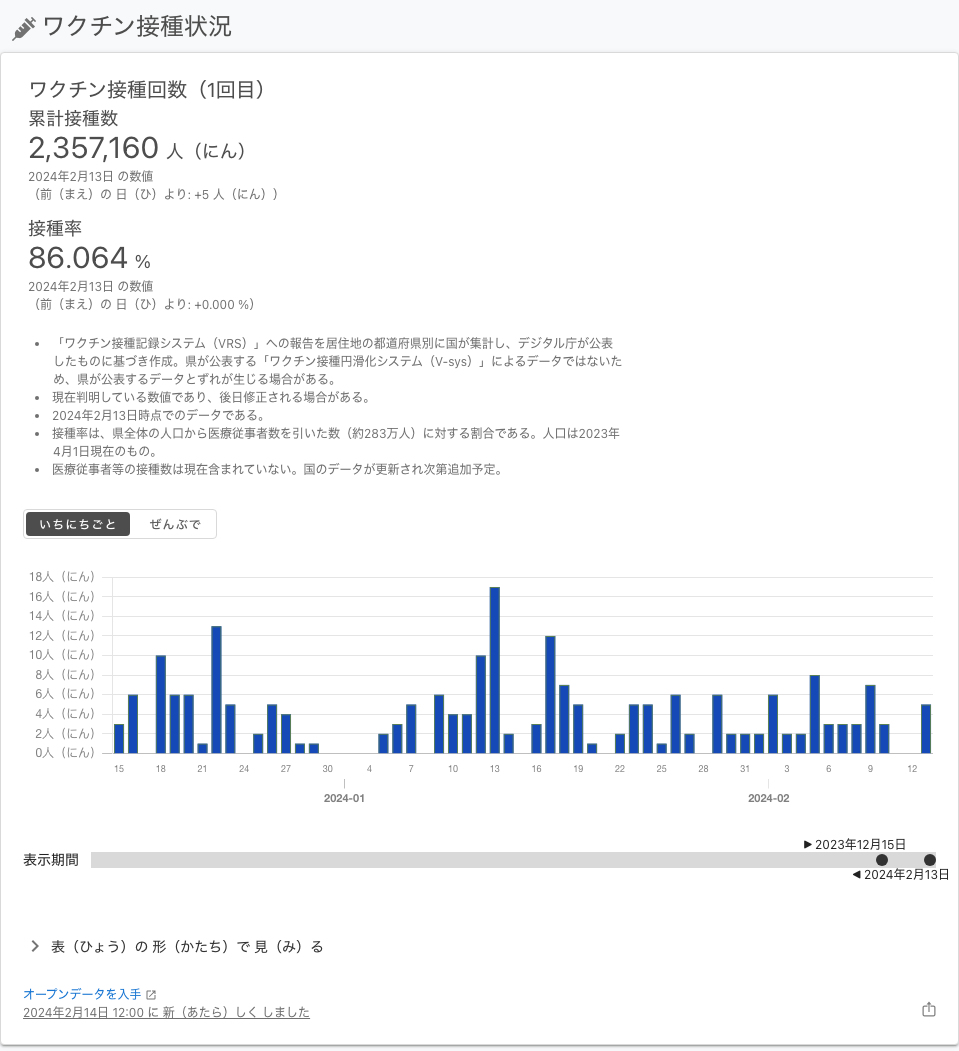 ワクチン接種状況
ワクチン接種回数（1回目）
累計接種数
2,357,160 人（にん）
2024年2月13日 の数値
（前（まえ）の 日（ひ）より: +5 人（にん））
接種率
86.064 %
2024年2月13日 の数値
（前（まえ）の 日（ひ）より: +0.000 %）
• 「ワクチン接種記録システム（VRS）」への報告を居住地の都道府県別に国が集計し、デジタル庁が公表
したものに基づき作成。県が公表する「ワクチン接種円滑化システム（V-sys）」によるデータではないた
め、県が公表するデータとずれが生じる場合がある。
• 現在判明している数値であり、後日修正される場合がある。
• 2024年2月13日時点でのデータである。
• 接種率は、県全体の人口から医療従事者数を引いた数（約283万人）に対する割合である。人口は2023年
4月1日現在のもの。
• 医療従事者等の接種数は現在含まれていない。国のデータが更新され次第追加予定。
いちにちごと ぜんぶで
18人（にん）
16人（にん）
14人（にん）
12人（にん）
10人（にん）
8人（にん）
6人（にん）
4人（にん）
2人（にん）
0人（にん）
15 18 21 24 27 30 4 7 10 13 16 19 22 25 28 31 3 6 9 12
2024-01 2024-02
▶ 2023年12月15日
表示期間
◀ 2024年2月13日
表（ひょう）の 形（かたち）で 見（み）る
オープンデータを入手
2024年2月14日 12:00 に 新（あたら）しく しました